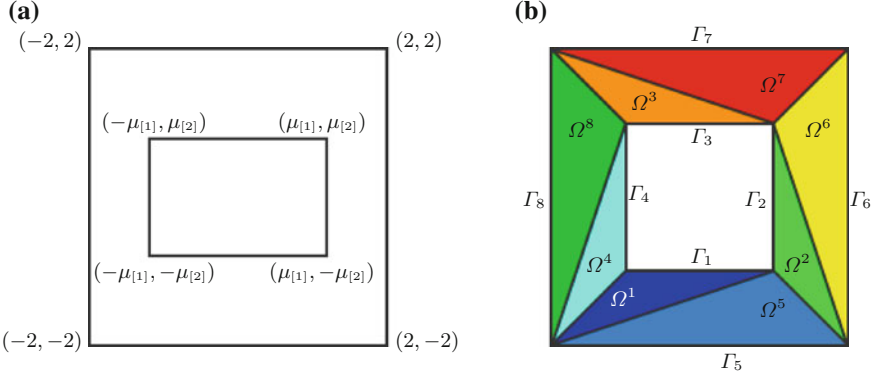 (a)
(−2, 2) (2, 2)
(−μ[1], μ[2]) (μ[1], μ[2])
(−μ[1], −μ[2]) (μ[1], −μ[2])
(−2, −2) (2, −2)
(b)
Γ7
Ω7
Ω3
Ω8 Ω6
Γ3
Γ8 Γ4 Γ2 Γ6
Γ1
Ω4 Ω2
Ω1
Ω5
Γ5